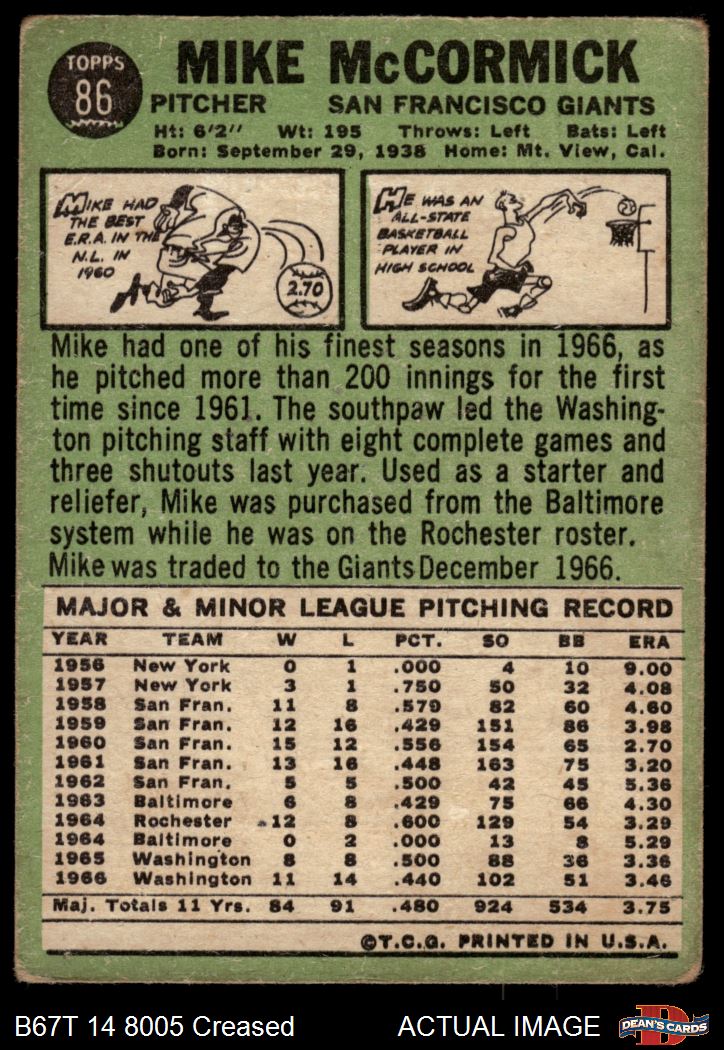 TOPPS
86
MIKE McCORMICK
PITCHER SAN FRANCISCO GIANTS
Ht: 6'2" Wt: 195 Throws: Left Bats: Left
Born: September 29, 1938 Home: Mt. View, Cal.
MIKE HAD
THE BEST
E.R.A. IN THE
N.L. IN
1960
2.70
HE WAS AN
ALL-STATE
BASKETBALL
PLAYER IN
HIGH SCHOOL
Mike had one of his finest seasons in 1966, as
he pitched more than 200 innings for the first
time since 1961. The southpaw led the Washing-
ton pitching staff with eight complete games and
three shutouts last year. Used as a starter and
reliefer, Mike was purchased from the Baltimore
system while he was on the Rochester roster.
Mike was traded to the Giants December 1966.
MAJOR & MINOR LEAGUE PITCHING RECORD
YEAR TEAM W L PCT. SO BB ERA
1956 New York 0 1 .000 4 10 9.00
1957 New York 3 1 .750 50 32 4.08
1958 San Fran. 11 8 .579 82 60 4.60
1959 San Fran. 12 16 .429 151 86 3.98
1960 San Fran. 15 12 .556 154 65 2.70
1961 San Fran. 13 16 .448 163 75 3.20
1962 San Fran. 5 5 .500 42 45 5.36
1963 Baltimore 6 8 .429 75 66 4.30
1964 Rochester 12 8 .600 129 54 3.29
1964 Baltimore 0 2 .000 13 8 5.29
1965 Washington 8 8 .500 88 36 3.36
1966 Washington 11 14 .440 102 51 3.46
Maj. Totals 11 Yrs. 84 91 .480 924 534 3.75
©T.C.G. PRINTED IN U.S.A.
B67T 14 8005 Creased ACTUAL IMAGE
DEAN'S CARDS